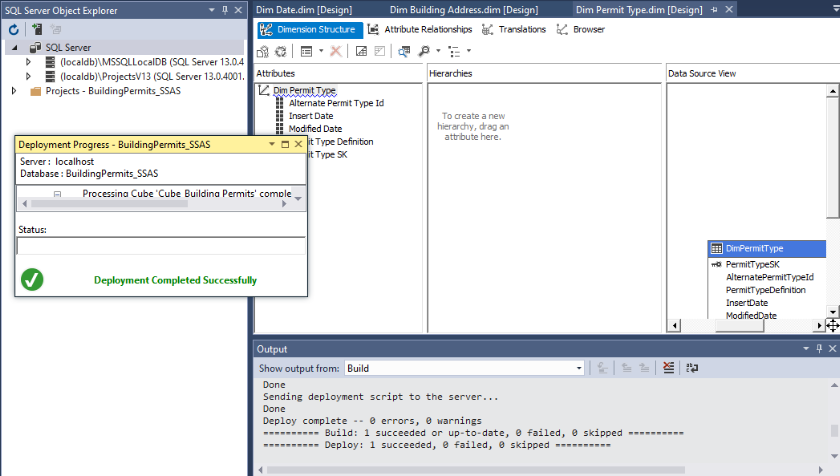 SQL Server Object Explorer
SQL Server
(localdb)\MSSQLLocalDB (SQL Server 13.0.4
(localdb)\ProjectsV13 (SQL Server 13.0.4001.
Projects - BuildingPermits_SSAS
Deployment Progress - BuildingPermits_SSAS
Server : localhost
Database : BuildingPermits_SSAS
Processing Cube 'Cube Building Permits' comple
Status:
Deployment Completed Successfully
Dim Date.dim [Design]
Dim Building Address.dim [Design]
Dim Permit Type.dim [Design]
Dimension Structure
Attribute Relationships
Translations
Browser
Attributes
Dim Permit Type
Alternate Permit Type Id
Insert Date
Modified Date
it Type Definition
it Type SK
Hierarchies
To create a new
hierarchy, drag an
attribute here.
Data Source View
DimPermitType
PermitTypeSK
AlternatePermitTypeId
PermitTypeDefinition
InsertDate
ModifiedDate
Output
Show output from: Build
Done
Sending deployment script to the server...
Done
Deploy complete -- 0 errors, 0 warnings
========== Build: 1 succeeded or up-to-date, 0 failed, 0 skipped ==========
========== Deploy: 1 succeeded, 0 failed, 0 skipped ==========